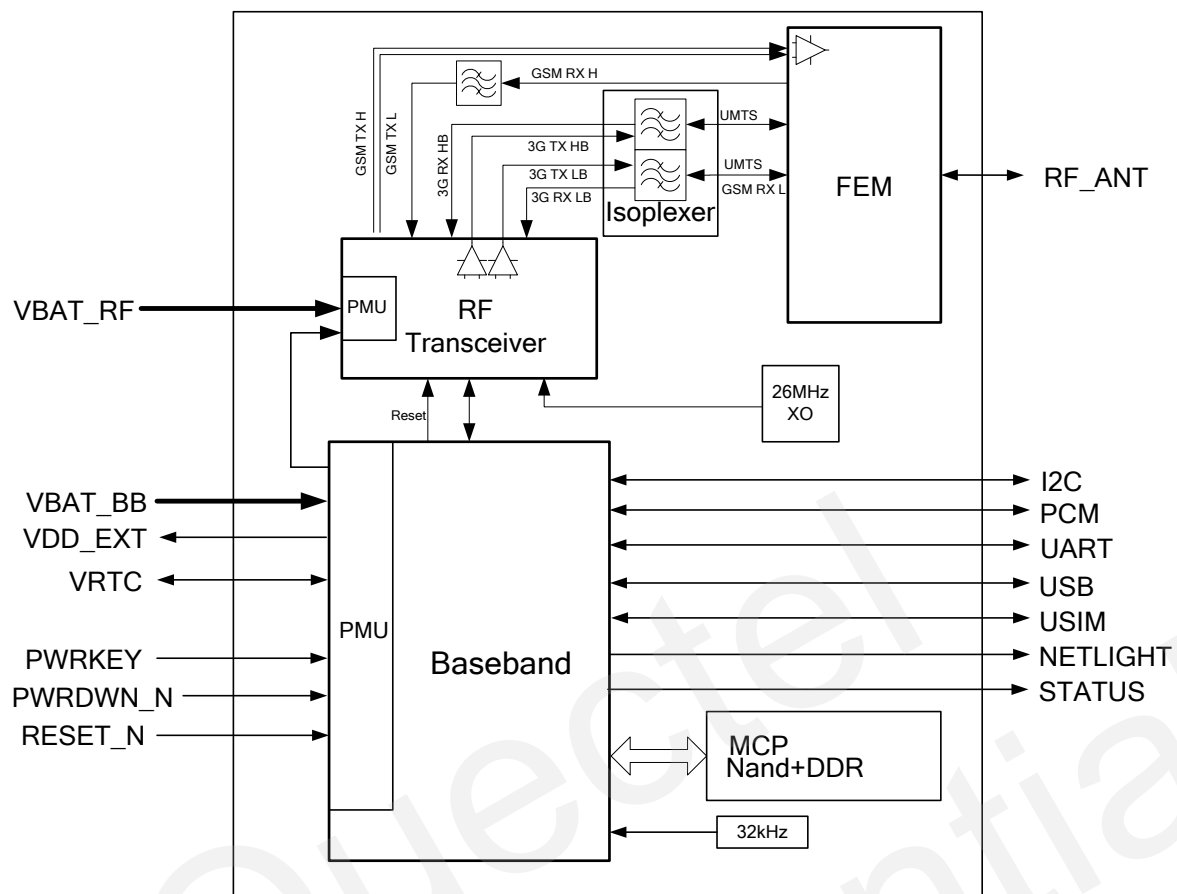 GSM TX H
GSM TX L
GSM RX H
3G RX HB
3G TX HB
3G TX LB
3G RX LB
UMTS
UMTS
GSM RX L
Isoplexer
FEM
RF_ANT
VBAT_RF
PMU
RF
Transceiver
26MHz
XO
Reset
VBAT_BB
VDD_EXT
VRTC
PWRKEY
PWRDWN_N
RESET_N
PMU
Baseband
I2C
PCM
UART
USB
USIM
NETLIGHT
STATUS
MCP
Nand+DDR
32kHz
Quectel